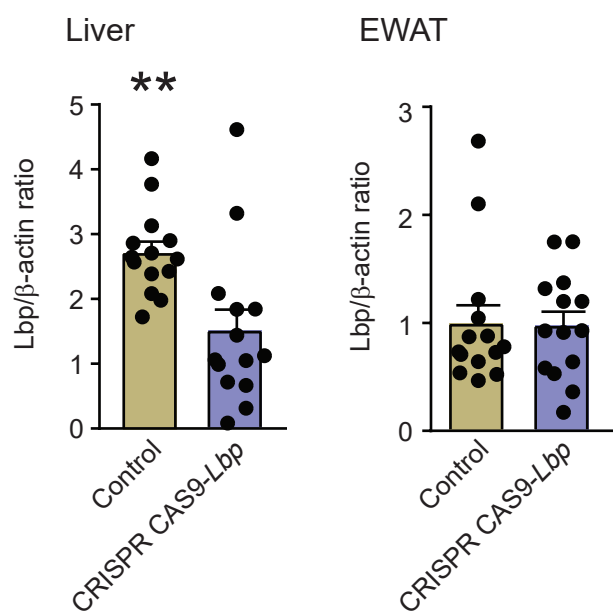 Liver
**
Lbp/β-actin ratio
5
4
3
2
1
0
Control
CRISPR CAS9-Lbp
EWAT
Lbp/β-actin ratio
3
2
1
0
Control
CRISPR CAS9-Lbp